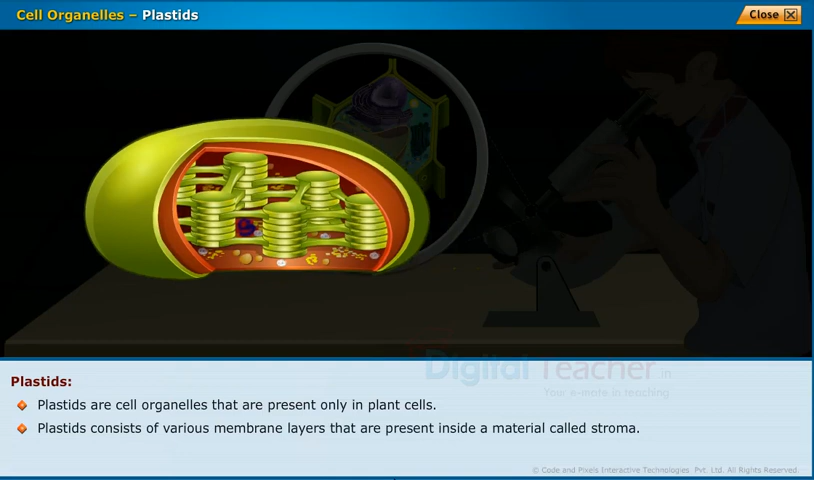 Cell Organelles – Plastids
Close
Digital Teacher.in
Your e-mate in teaching
Plastids:
Plastids are cell organelles that are present only in plant cells.
Plastids consists of various membrane layers that are present inside a material called stroma.
© Code and Pixels Interactive Technologies Pvt. Ltd. All Rights Reserved.